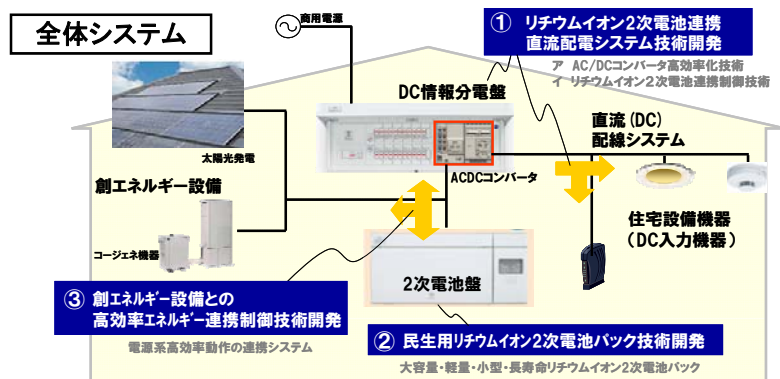 全体システム
商用電源
① リチウムイオン2次電池連携
直流配電システム技術開発
ア AC/DCコンバータ高効率化技術
イ リチウムイオン2次電池連携制御技術
DC情報分電盤
直流(DC)
配線システム
太陽光発電
ACDCコンバータ
創エネルギー設備
コージェネ機器
住宅設備機器
(DC入力機器)
2次電池盤
③ 創エネルギー設備との
高効率エネルギー連携制御技術開発
電源系高効率動作の連携システム
② 民生用リチウムイオン2次電池パック技術開発
大容量・軽量・小型・長寿命リチウムイオン2次電池パック